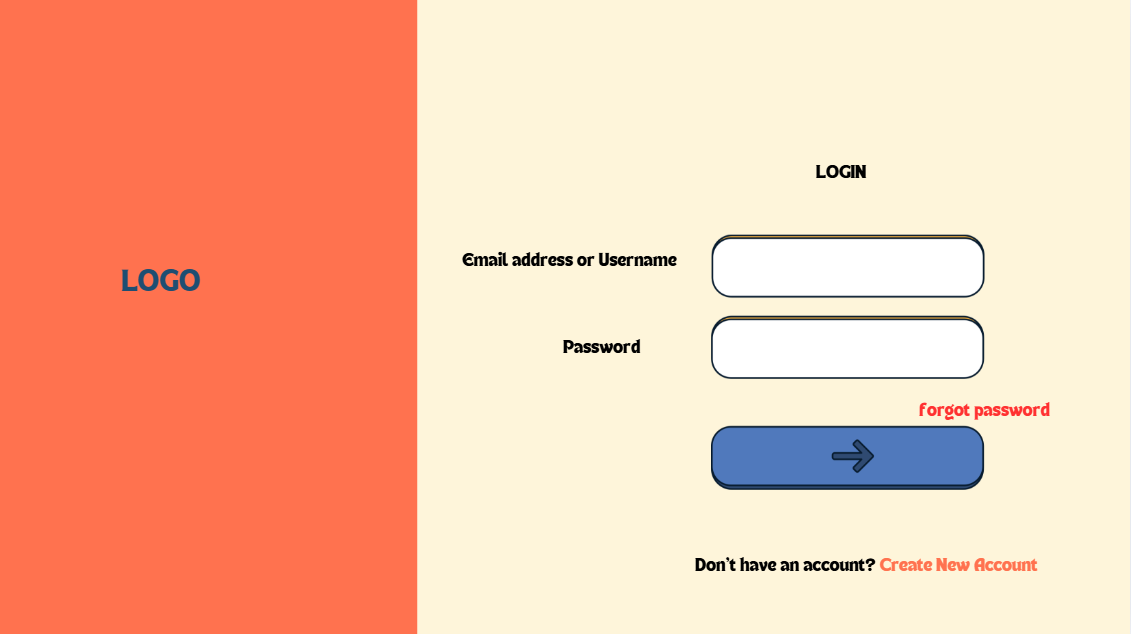 LOGO
LOGIN
Email address or Username
Password
forgot password
Don't have an account? Create New Account